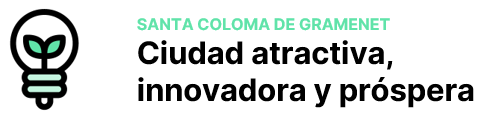 SANTA COLOMA DE GRAMENET
Ciudad atractiva,
innovadora y próspera